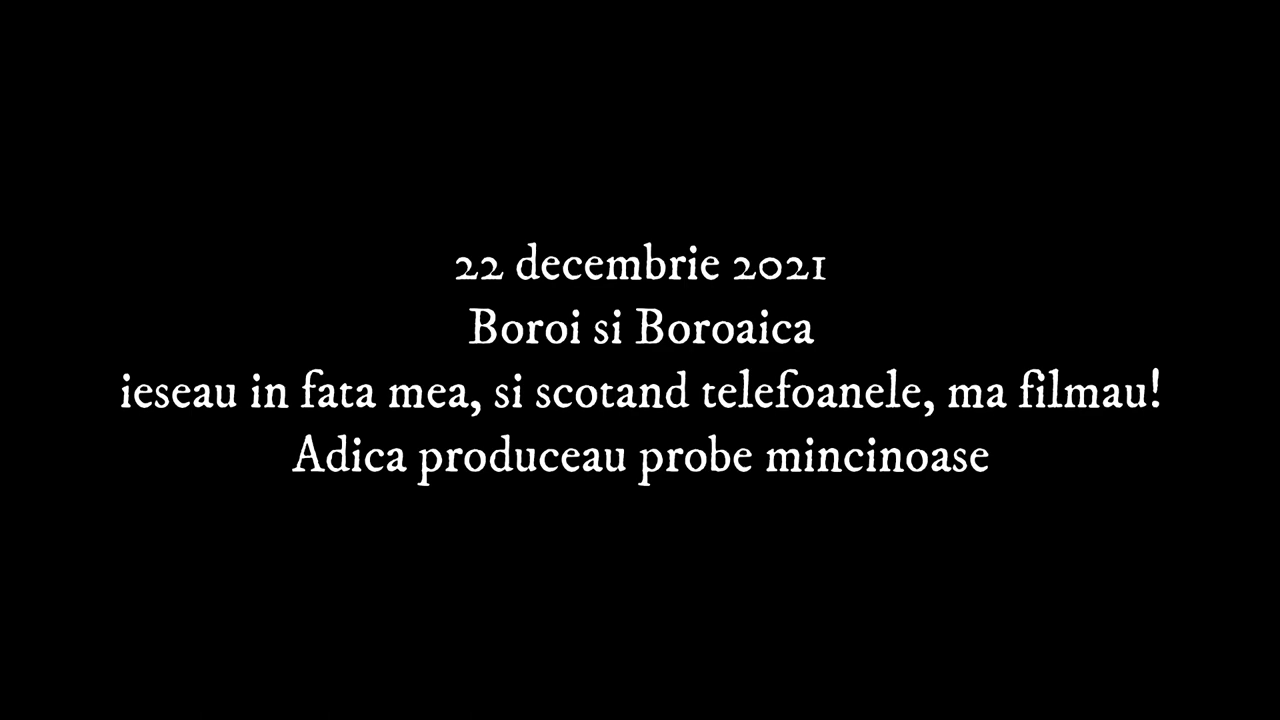 22 decembrie 2021
Boroi si Boroaica
ieseau in fata mea, si scotand telefoanele, ma filmau!
Adica produceau probe mincinoase